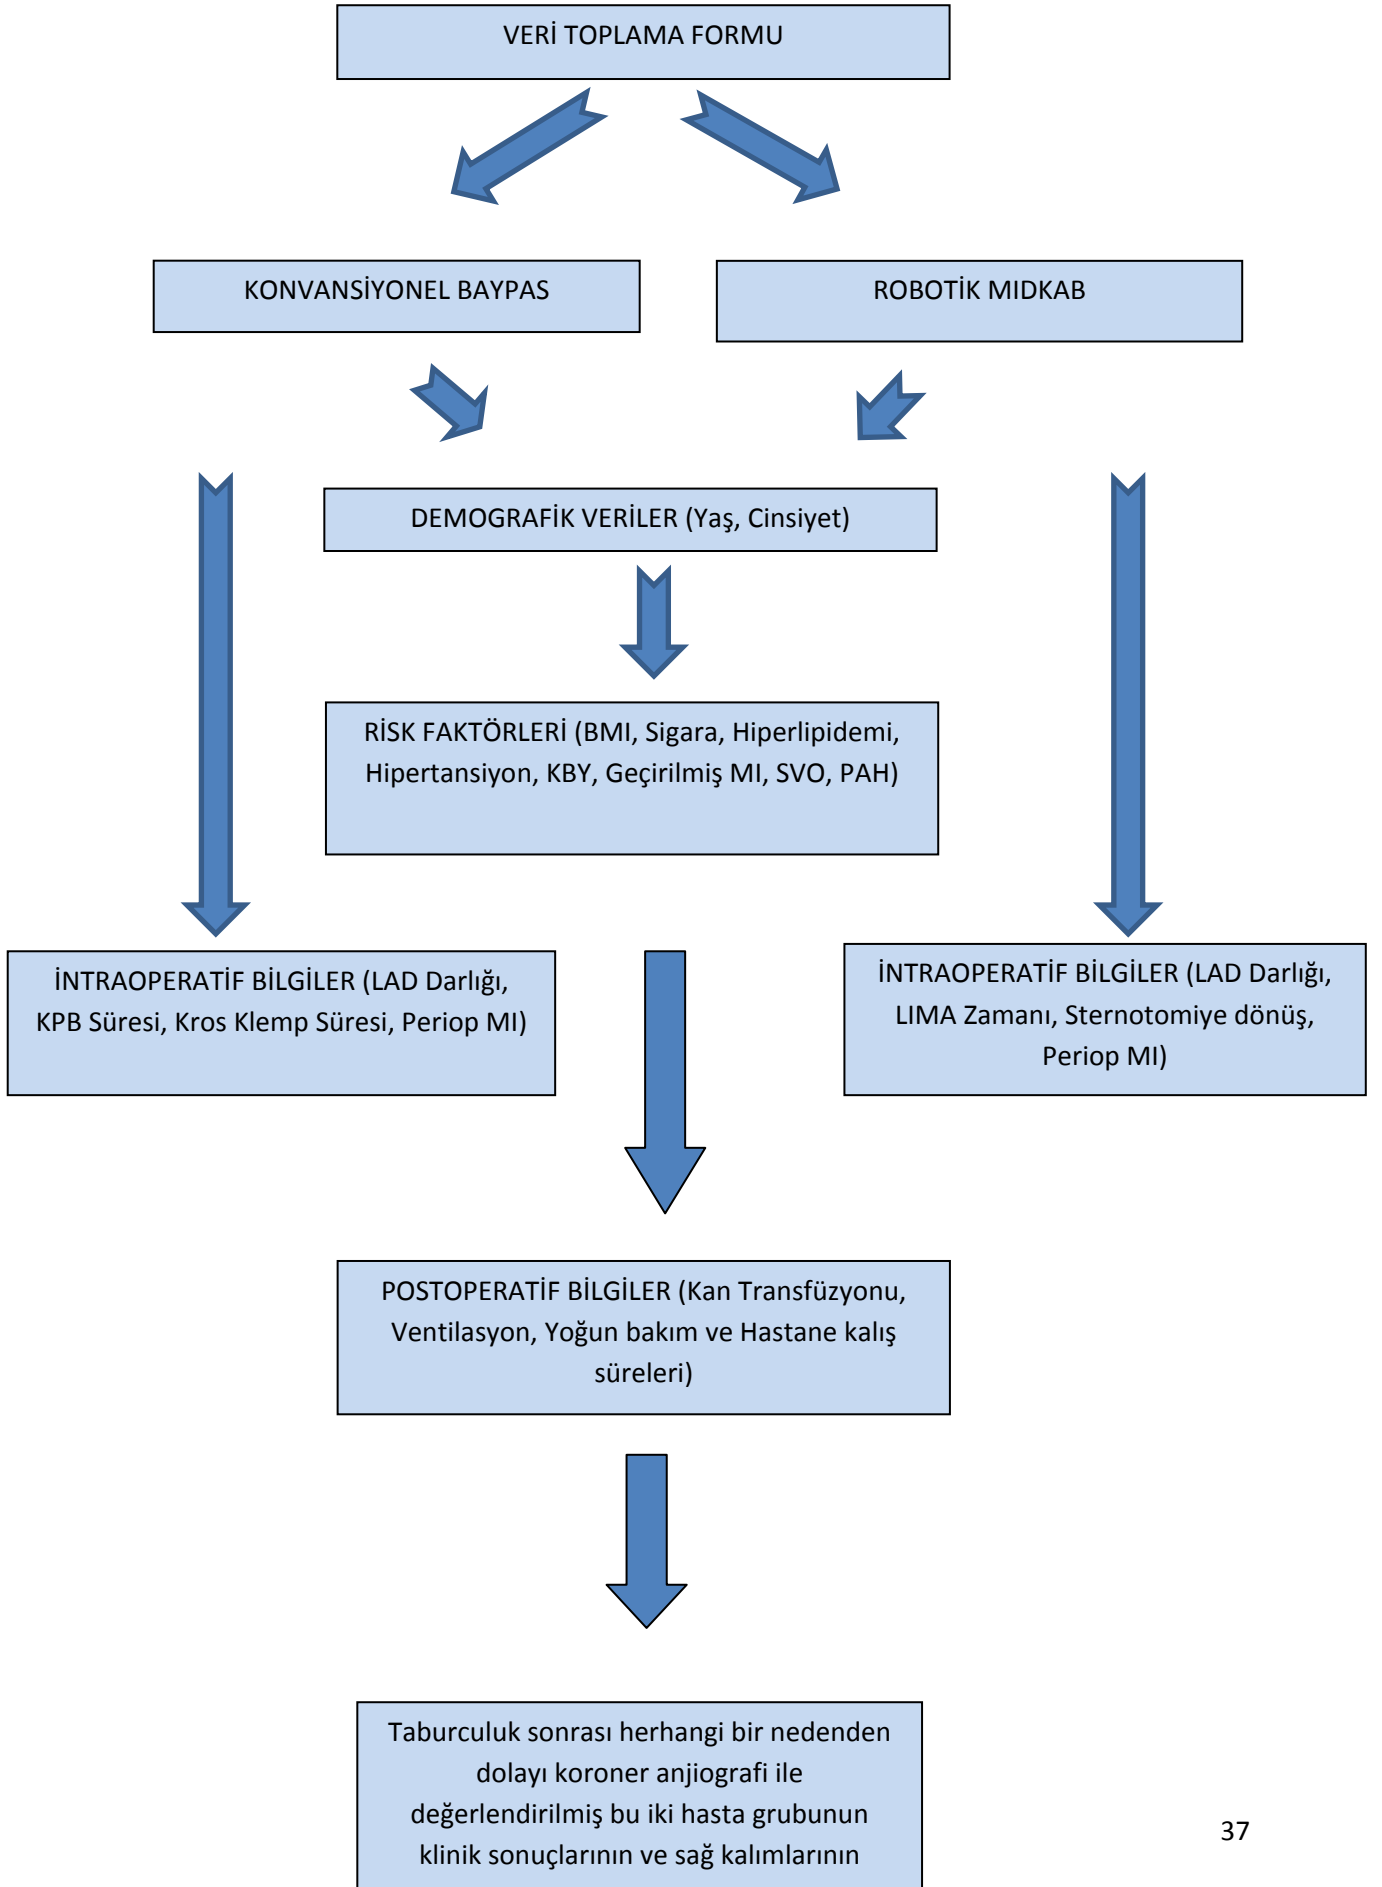 VERİ TOPLAMA FORMU
KONVANSİYONEL BAYPAS
ROBOTİK MIDKAB
DEMOGRAFİK VERİLER (Yaş, Cinsiyet)
RİSK FAKTÖRLERİ (BMI, Sigara, Hiperlipidemi,
Hipertansiyon, KBY, Geçirilmiş MI, SVO, PAH)
İNTRAOPERATİF BİLGİLER (LAD Darlığı,
KPB Süresi, Kros Klemp Süresi, Periop MI)
İNTRAOPERATİF BİLGİLER (LAD Darlığı,
LIMA Zamanı, Sternotomiye dönüş,
Periop MI)
POSTOPERATİF BİLGİLER (Kan Transfüzyonu,
Ventilasyon, Yoğun bakım ve Hastane kalış
süreleri)
Taburculuk sonrası herhangi bir nedenden
dolayı koroner anjiografi ile
değerlendirilmiş bu iki hasta grubunun
klinik sonuçlarının ve sağ kalımlarının
37